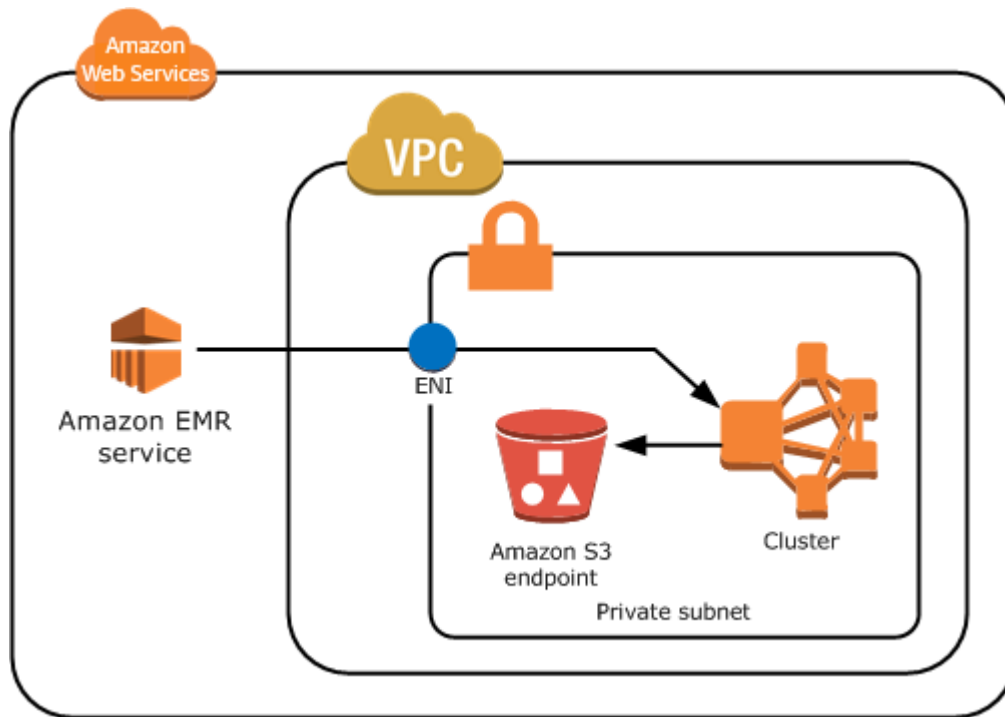 Amazon
Web Services
VPC
ENI
Amazon EMR
service
Amazon S3
endpoint
Cluster
Private subnet